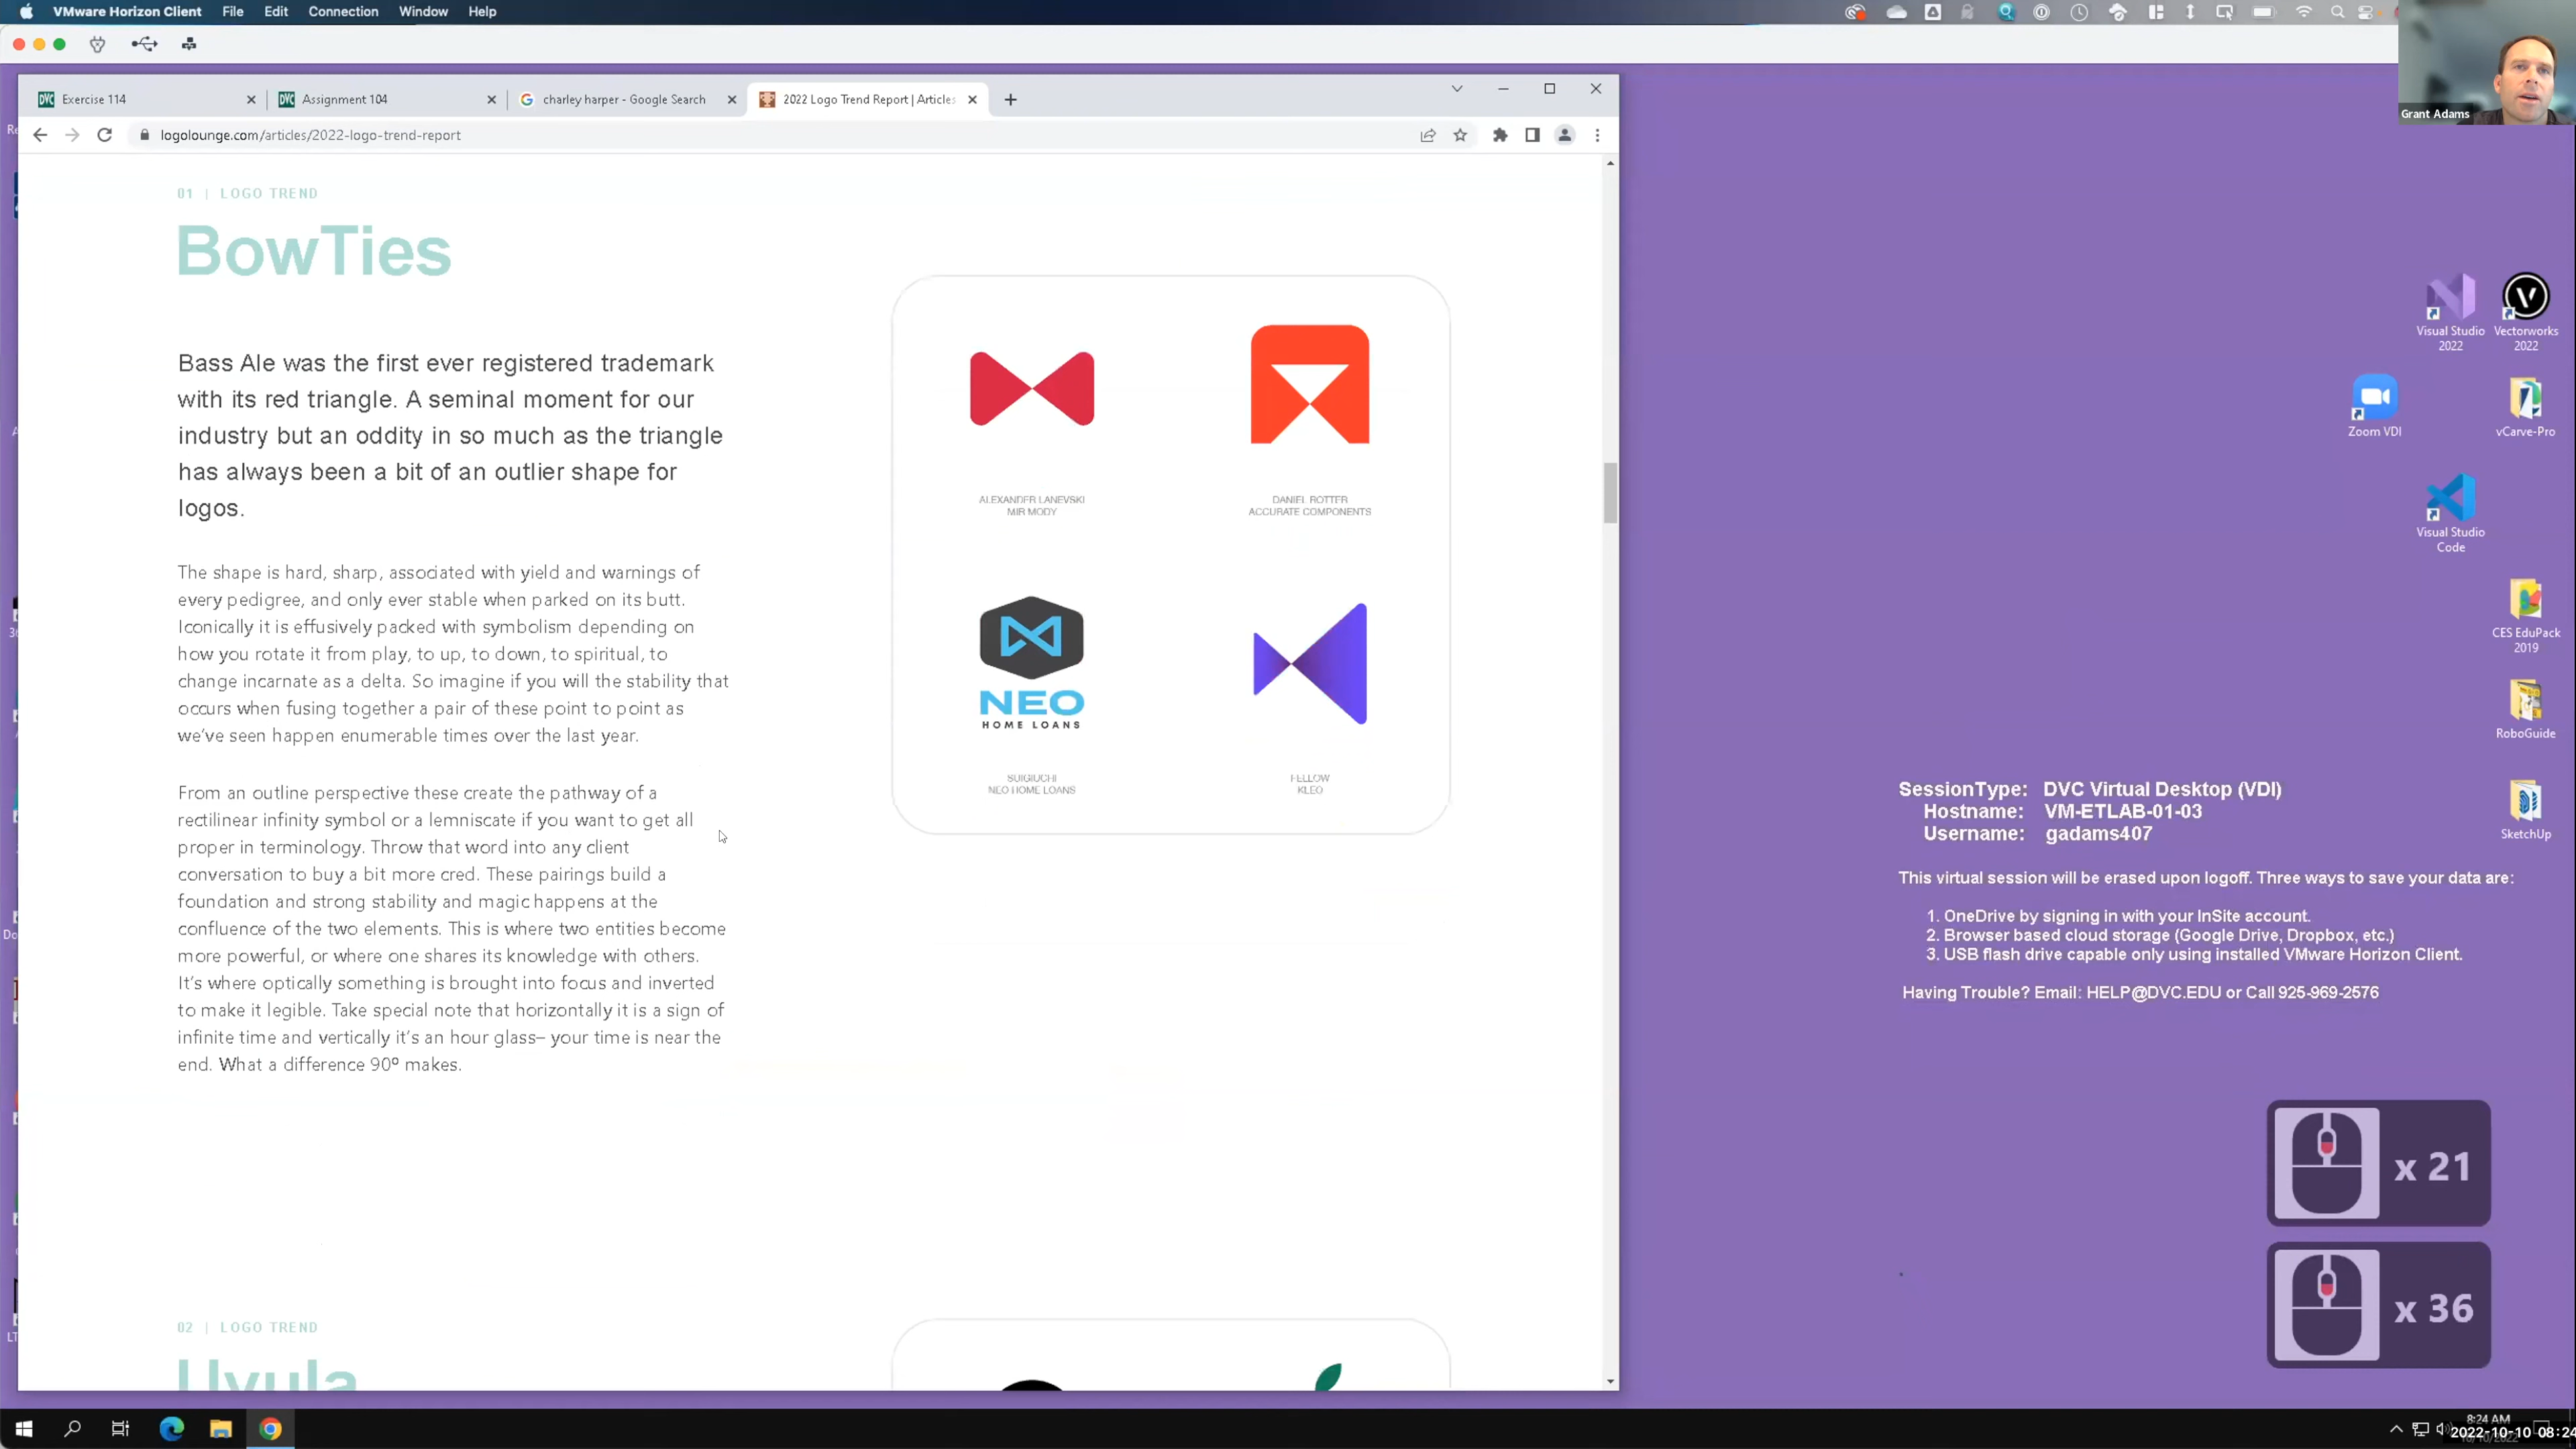 VMware Horizon Client File Edit Connection Window Help
Grant Adams
Exercise 114
Assignment 104
charley harper - Google Search
2022 Logo Trend Report | Articles
logolounge.com/articles/2022-logo-trend-report
01 | LOGO TREND
BowTies
Bass Ale was the first ever registered trademark
with its red triangle. A seminal moment for our
industry but an oddity in so much as the triangle
has always been a bit of an outlier shape for
logos.
The shape is hard, sharp, associated with yield and warnings of
every pedigree, and only ever stable when parked on its butt.
Iconically it is effusively packed with symbolism depending on
how you rotate it from play, to up, to down, to spiritual, to
change incarnate as a delta. So imagine if you will the stability that
occurs when fusing together a pair of these point to point as
we've seen happen enumerable times over the last year.
From an outline perspective these create the pathway of a
rectilinear infinity symbol or a lemniscate if you want to get all
proper in terminology. Throw that word into any client
conversation to buy a bit more cred. These pairings build a
foundation and strong stability and magic happens at the
confluence of the two elements. This is where two entities become
more powerful, or where one shares its knowledge with others.
It's where optically something is brought into focus and inverted
to make it legible. Take special note that horizontally it is a sign of
infinite time and vertically it's an hour glass– your time is near the
end. What a difference 90º makes.
ALEXANDER LANEVSKI
MIR MODY
DANIEL ROTTER
ACCURATE COMPONENTS
NEO
HOME LOANS
SUIGIUCHI
NEO HOME LOANS
FELLOW
KLEO
02 | LOGO TREND
Uvula
Visual Studio
2022
Vectorworks
2022
Zoom VDI
vCarve-Pro
Visual Studio
Code
CES EduPack
2019
RoboGuide
SketchUp
SessionType: DVC Virtual Desktop (VDI)
Hostname: VM-ETLAB-01-03
Username: gadams407
This virtual session will be erased upon logoff. Three ways to save your data are:
1. OneDrive by signing in with your InSite account.
2. Browser based cloud storage (Google Drive, Dropbox, etc.)
3. USB flash drive capable only using installed VMware Horizon Client.
Having Trouble? Email: HELP@DVC.EDU or Call 925-969-2576
x 21
x 36
8:24 AM
2022-10-10 08:24